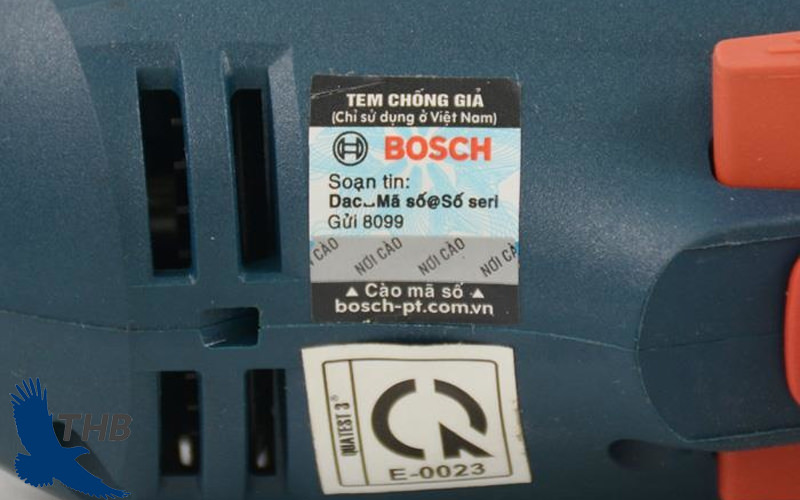 TEM CHỐNG GIẢ
(Chỉ sử dụng ở Việt Nam)
BOSCH
Soạn tin:
Dac⎵Mã số@Số seri
Gửi 8099
NƠI CÀO NƠI CÀO NƠI CÀO NƠI CÀO
▲ Cào mã số ▲
bosch-pt.com.vn
QUATEST 3®
E-0023
THB